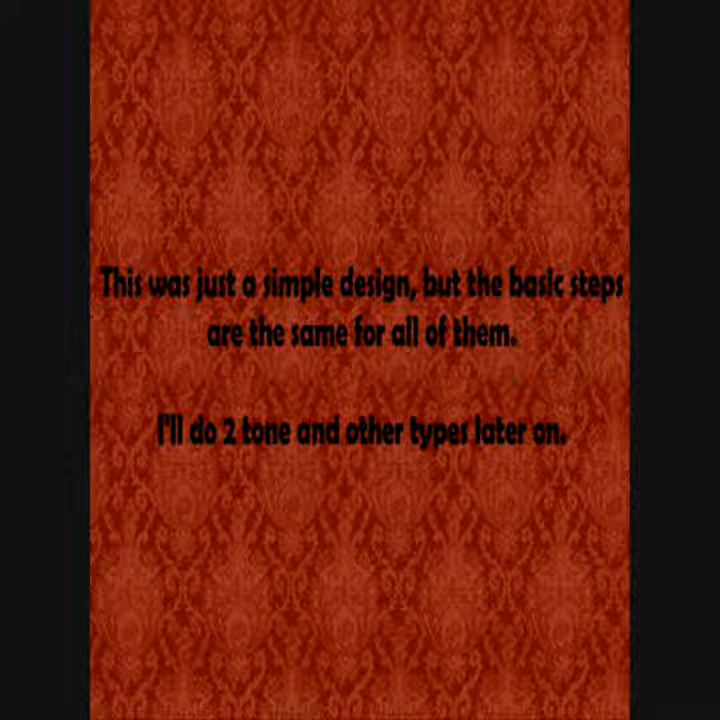 This was just a simple design, but the basic steps
are the same for all of them.
I'll do 2 tone and other types later on.